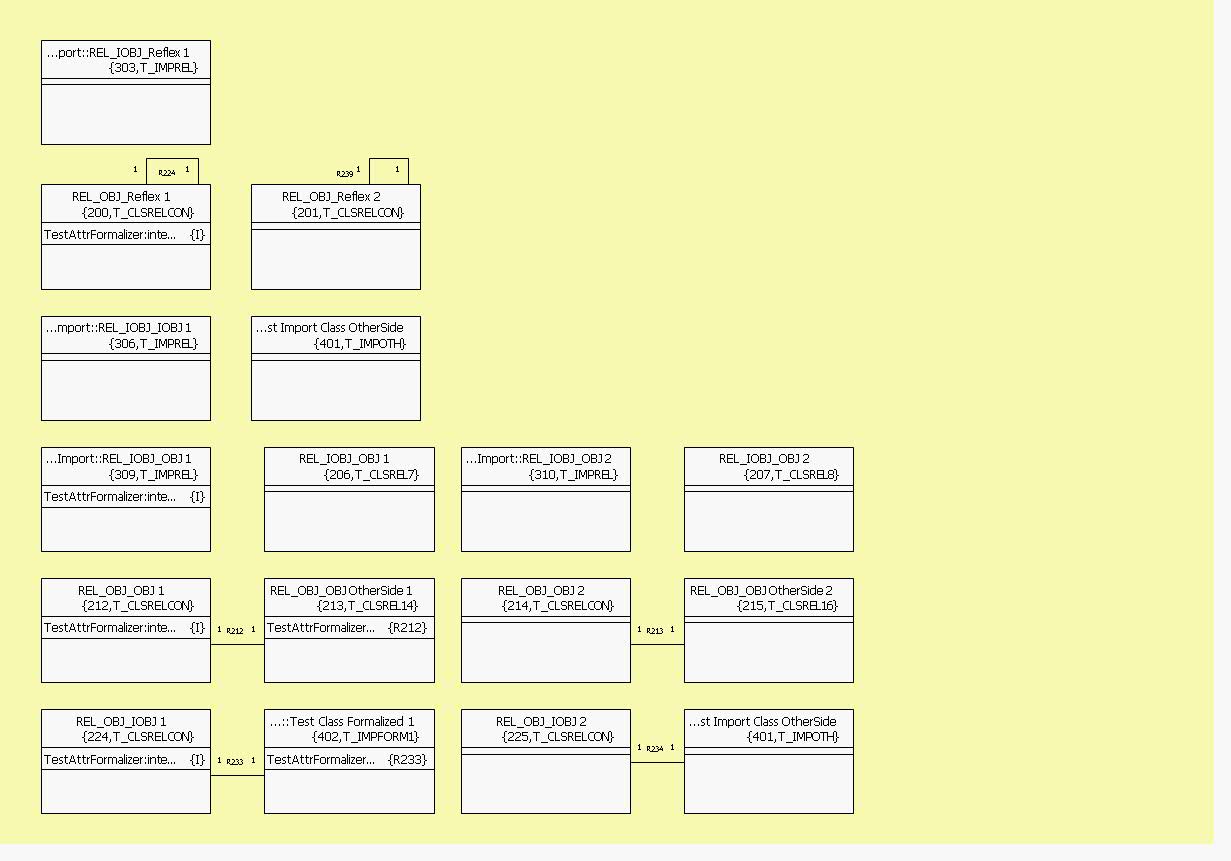 ...port::REL_IOBJ_Reflex 1
{303,T_IMPREL}
1 R224 1
R239 1 1
REL_OBJ_Reflex 1
{200,T_CLSRELCON}
TestAttrFormalizer:inte... {I}
REL_OBJ_Reflex 2
{201,T_CLSRELCON}
...mport::REL_IOBJ_IOBJ 1
{306,T_IMPREL}
...st Import Class OtherSide
{401,T_IMPOTH}
...Import::REL_IOBJ_OBJ 1
{309,T_IMPREL}
TestAttrFormalizer:inte... {I}
REL_IOBJ_OBJ 1
{206,T_CLSREL7}
...Import::REL_IOBJ_OBJ 2
{310,T_IMPREL}
REL_IOBJ_OBJ 2
{207,T_CLSREL8}
REL_OBJ_OBJ 1
{212,T_CLSRELCON}
TestAttrFormalizer:inte... {I}
1 R212 1
REL_OBJ_OBJ OtherSide 1
{213,T_CLSREL14}
TestAttrFormalizer... {R212}
REL_OBJ_OBJ 2
{214,T_CLSRELCON}
1 R213 1
REL_OBJ_OBJ OtherSide 2
{215,T_CLSREL16}
REL_OBJ_IOBJ 1
{224,T_CLSRELCON}
TestAttrFormalizer:inte... {I}
1 R233 1
...::Test Class Formalized 1
{402,T_IMPFORM1}
TestAttrFormalizer... {R233}
REL_OBJ_IOBJ 2
{225,T_CLSRELCON}
1 R234 1
...st Import Class OtherSide
{401,T_IMPOTH}